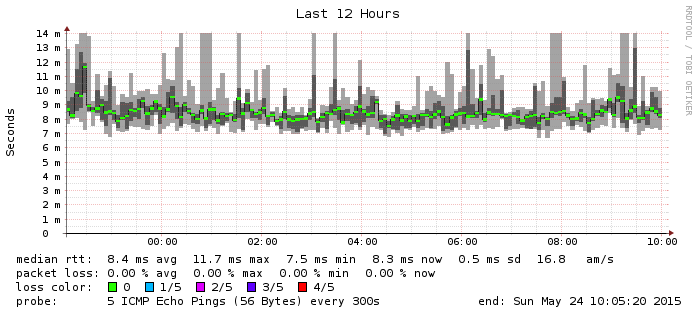 Last 12 Hours
RRDTOOL / TOBI OETIKER
Seconds
14 m
13 m
12 m
11 m
10 m
9 m
8 m
7 m
6 m
5 m
4 m
3 m
2 m
1 m
0
00:00 02:00 04:00 06:00 08:00 10:00
median rtt: 8.4 ms avg 11.7 ms max 7.5 ms min 8.3 ms now 0.5 ms sd 16.8 am/s
packet loss: 0.00 % avg 0.00 % max 0.00 % min 0.00 % now
loss color: 0 1/5 2/5 3/5 4/5
probe: 5 ICMP Echo Pings (56 Bytes) every 300s end: Sun May 24 10:05:20 2015